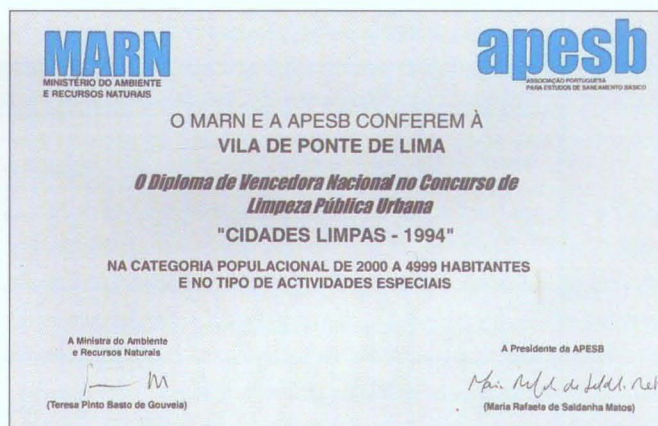 MARN
MINISTÉRIO DO AMBIENTE
E RECURSOS NATURAIS
apesb
ASSOCIAÇÃO PORTUGUESA
PARA ESTUDOS DE SANEAMENTO BÁSICO
O MARN E A APESB CONFEREM À
VILA DE PONTE DE LIMA
O Diploma de Vencedora Nacional no Concurso de
Limpeza Pública Urbana
"CIDADES LIMPAS - 1994"
NA CATEGORIA POPULACIONAL DE 2000 A 4999 HABITANTES
E NO TIPO DE ACTIVIDADES ESPECIAIS
A Ministra do Ambiente
e Recursos Naturais
(Teresa Pinto Basto de Gouveia)
A Presidente da APESB
(Maria Rafaela de Saldanha Matos)